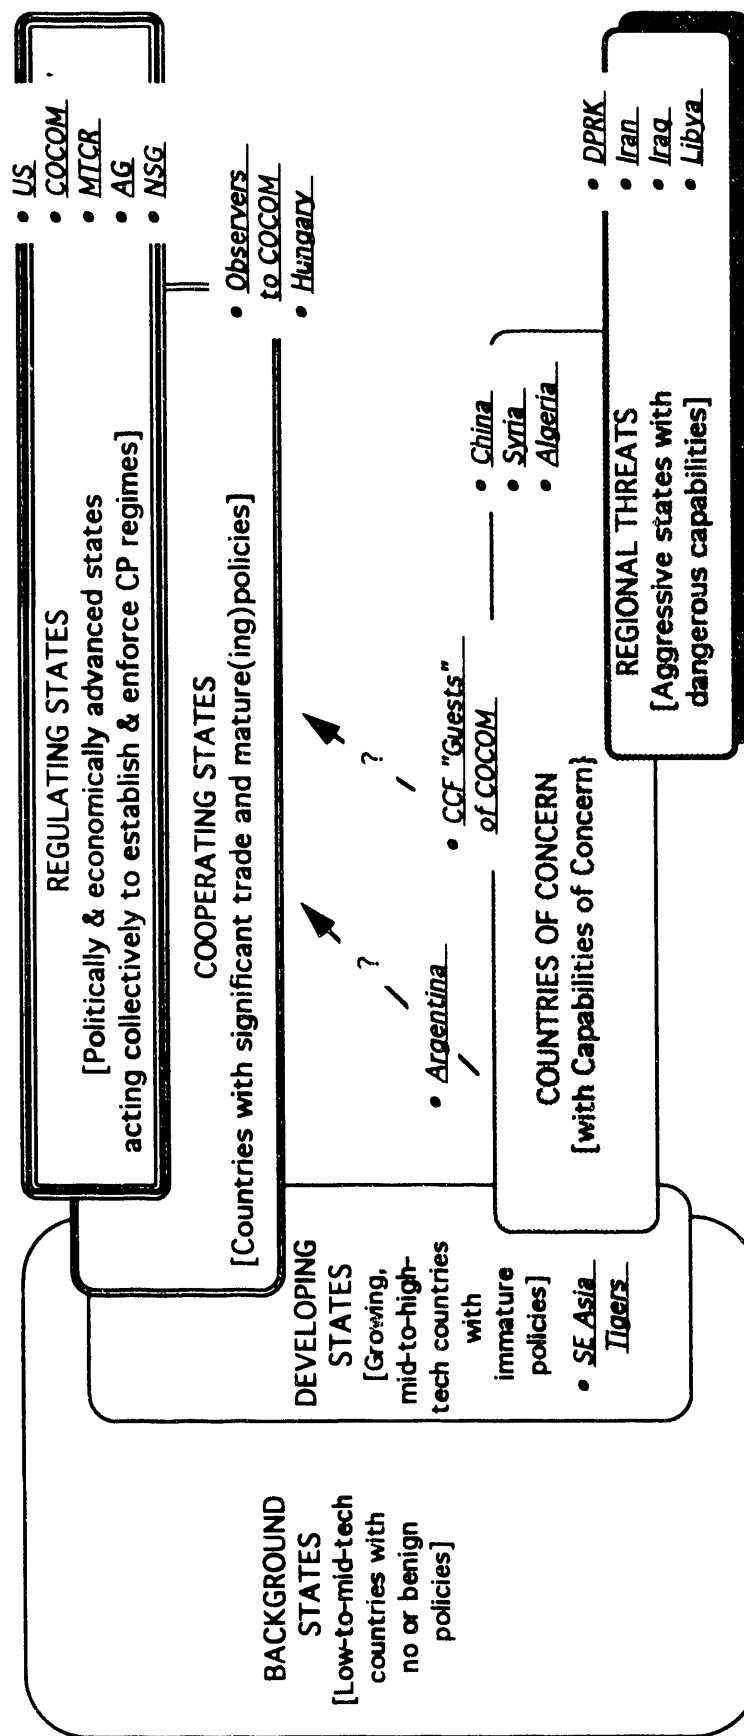 REGULATING STATES
[Politically & economically advanced states
acting collectively to establish & enforce CP regimes]
• US
• COCOM
• MTCR
• AG
• NSG
COOPERATING STATES
[Countries with significant trade and mature(ing)policies]
• Observers
to COCOM
• Hungary
BACKGROUND
STATES
[Low-to-mid-tech
countries with
no or benign
policies]
DEVELOPING
STATES
[Growing,
mid-to-high-
tech countries
with
immature
policies]
• SE Asia
Tigers
• Argentina
?
• CCF "Guests"
of COCOM
?
COUNTRIES OF CONCERN
[with Capabilities of Concern}
• China
• Syria
• Algeria
REGIONAL THREATS
[Aggressive states with
dangerous capabilities]
• DPRK
• Iran
• Iraq
• Libya